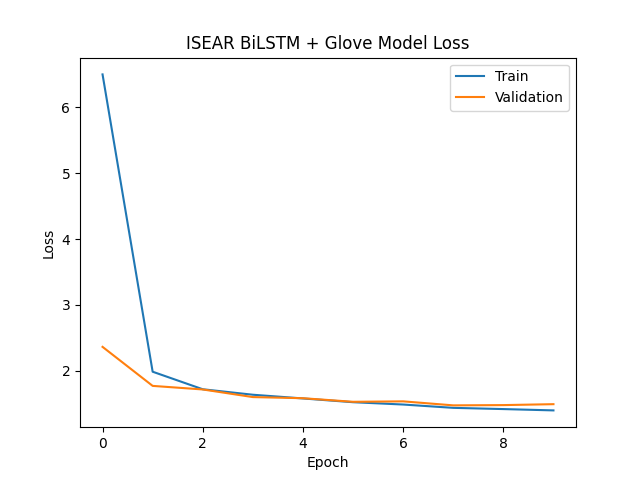 ISEAR BiLSTM + Glove Model Loss
Train
Validation
6
5
4
3
2
Loss
0 2 4 6 8
Epoch